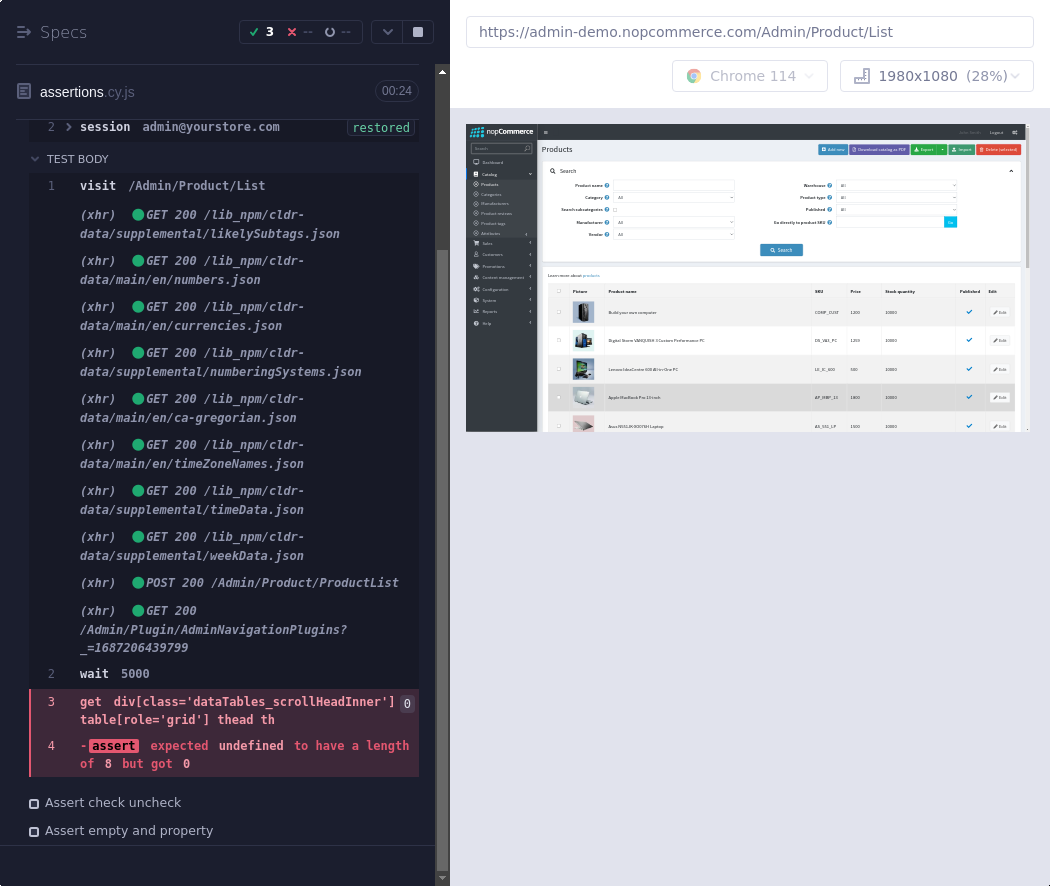 Specs
3 -- --
https://admin-demo.nopcommerce.com/Admin/Product/List
Chrome 114
1980x1080 (28%)
assertions.cy.js
00:24
2 session admin@yourstore.com restored
TEST BODY
1 visit /Admin/Product/List
(xhr) GET 200 /lib_npm/cldr-
data/supplemental/likelySubtags.json
(xhr) GET 200 /lib_npm/cldr-
data/main/en/numbers.json
(xhr) GET 200 /lib_npm/cldr-
data/main/en/currencies.json
(xhr) GET 200 /lib_npm/cldr-
data/supplemental/numberingSystems.json
(xhr) GET 200 /lib_npm/cldr-
data/main/en/ca-gregorian.json
(xhr) GET 200 /lib_npm/cldr-
data/main/en/timeZoneNames.json
(xhr) GET 200 /lib_npm/cldr-
data/supplemental/timeData.json
(xhr) GET 200 /lib_npm/cldr-
data/supplemental/weekData.json
(xhr) POST 200 /Admin/Product/ProductList
(xhr) GET 200
/Admin/Plugin/AdminNavigationPlugins?
_=1687206439799
2 wait 5000
3 get div[class='dataTables_scrollHeadInner'] 0
table[role='grid'] thead th
4 -assert expected undefined to have a length
of 8 but got 0
Assert check uncheck
Assert empty and property
nopCommerce
Logout
Search
Dashboard
Catalog
Products
Categories
Manufacturers
Product reviews
Product tags
Attributes
Sales
Customers
Promotions
Content management
Configuration
System
Reports
Help
Products
Add new
Download catalog as PDF
Export
Import
Delete (selected)
Search
Product name
Warehouse All
Category All
Product type All
Search subcategories
Published All
Manufacturer All
Go directly to product SKU Go
Vendor All
Search
Learn more about products
Picture Product name SKU Price Stock quantity Published Edit
Build your own computer COMP_CUST 1200 10000 Edit
Digital Storm VANQUISH 3 Custom Performance PC DS_VA3_PC 1259 10000 Edit
Lenovo IdeaCentre 600 All-in-One PC LE_IC_600 500 10000 Edit
Apple MacBook Pro 13-inch AP_MBP_13 1800 10000 Edit
Asus N551JK-XO076H Laptop AS_551_LP 1500 10000 Edit